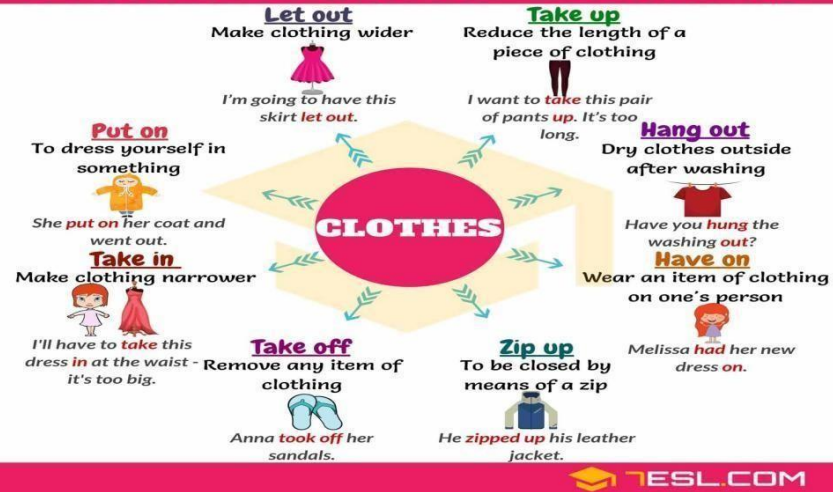 Let out
Make clothing wider
I'm going to have this
skirt let out.
Take up
Reduce the length of a
piece of clothing
I want to take this pair
of pants up. It's too
long.
Put on
To dress yourself in
something
She put on her coat and
went out.
Hang out
Dry clothes outside
after washing
Have you hung the
washing out?
CLOTHES
Take in
Make clothing narrower
I'll have to take this
dress in at the waist -
it's too big.
Have on
Wear an item of clothing
on one's person
Melissa had her new
dress on.
Take off
Remove any item of
clothing
Anna took off her
sandals.
Zip up
To be closed by
means of a zip
He zipped up his leather
jacket.
7ESL.COM